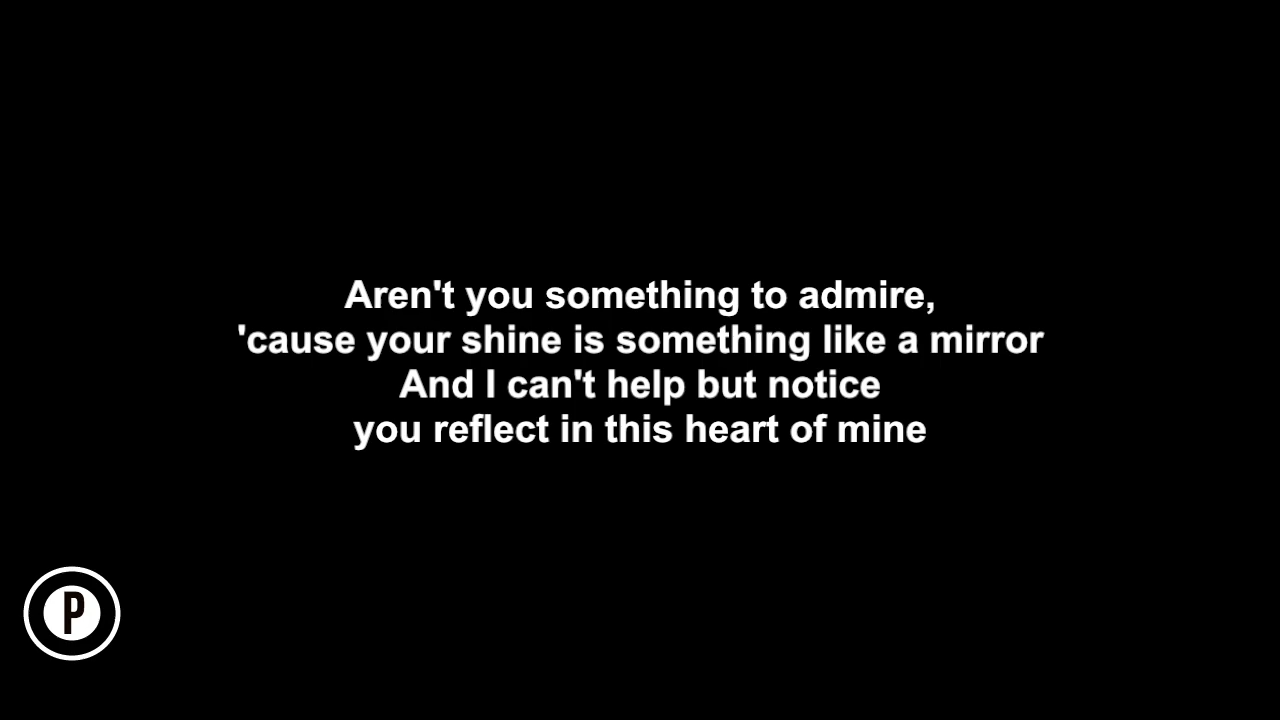 Aren't you something to admire,
'cause your shine is something like a mirror
And I can't help but notice
you reflect in this heart of mine
P